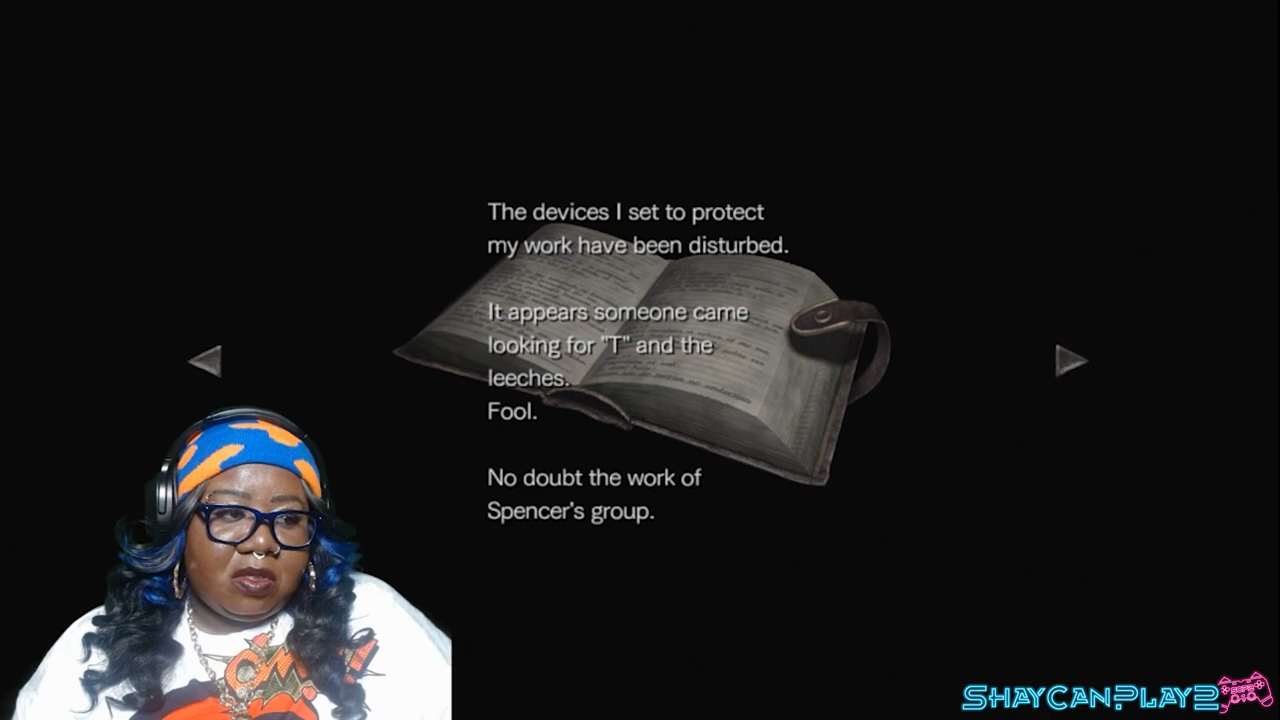 The devices I set to protect
my work have been disturbed.
It appears someone came
looking for "T" and the
leeches.
Fool.
No doubt the work of
Spencer's group.
SHAYCANPLAY2